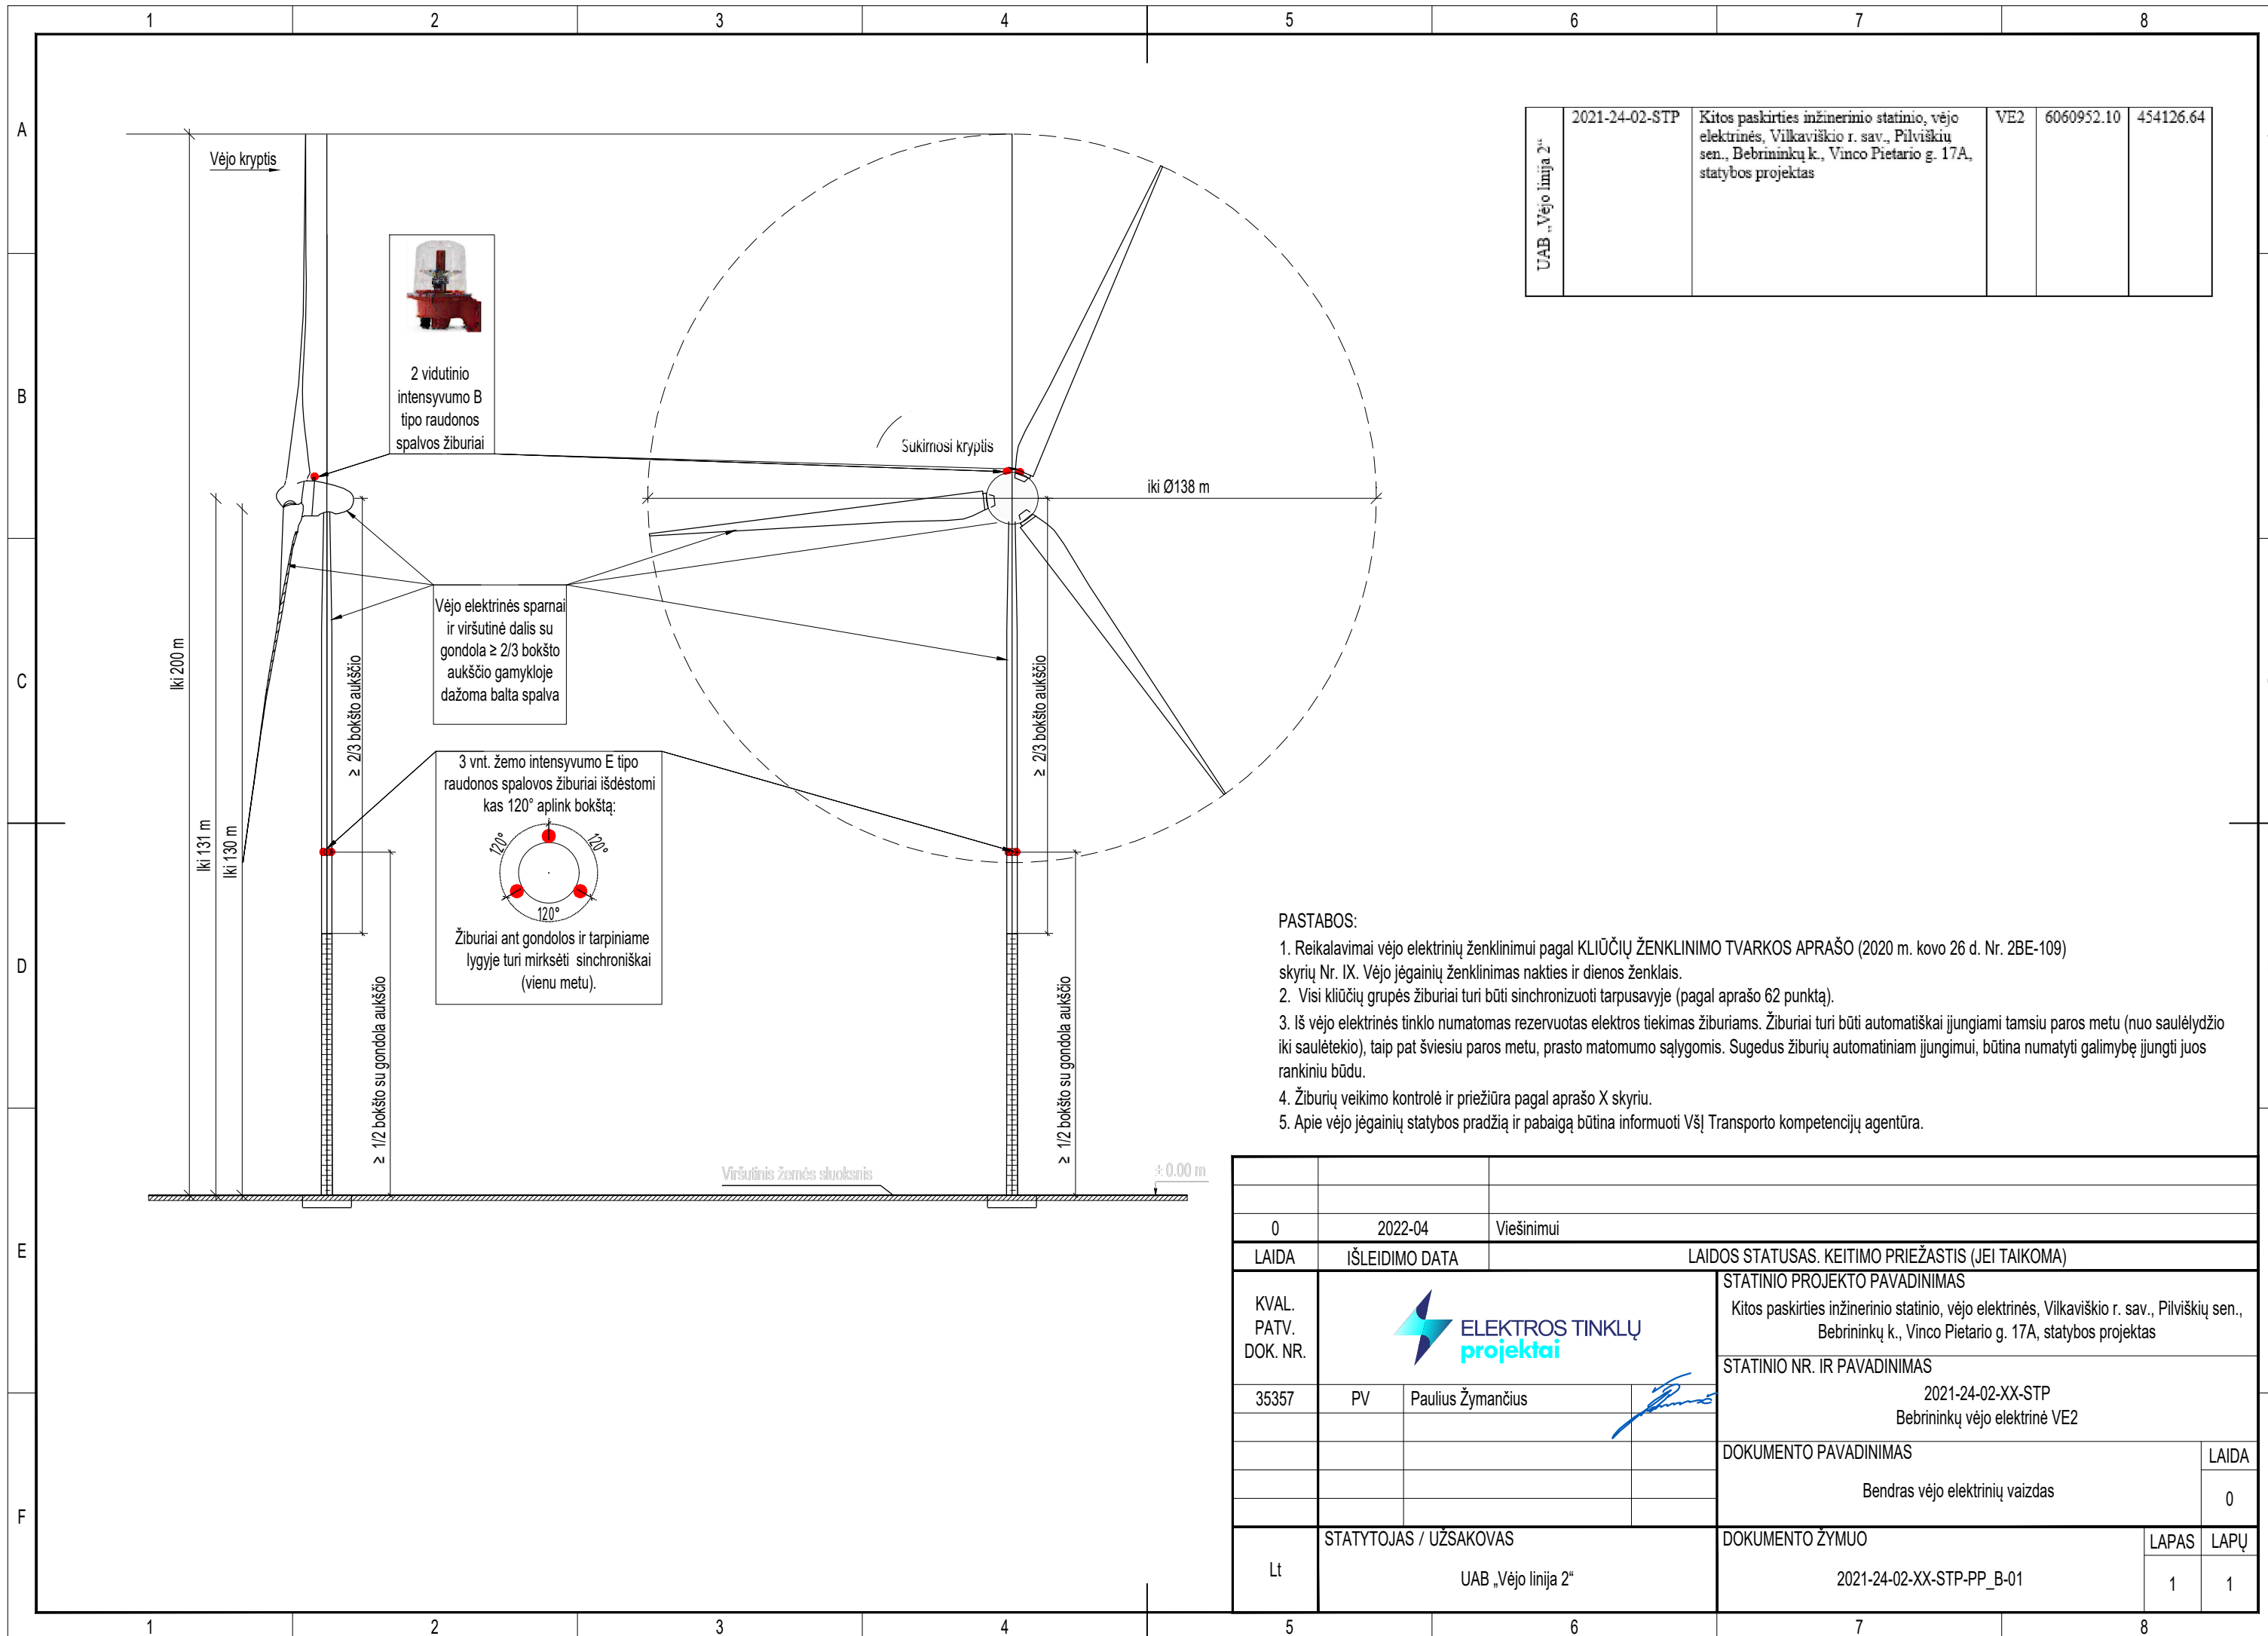 1 2 3 4 5 6 7 8
A
B
C
D
E
F
Vėjo kryptis
2 vidutinio
intensyvumo B
tipo raudonos
spalvos žiburiai
Sukimosi kryptis
iki Ø138 m
UAB „Vėjo linija 2“
2021-24-02-STP
Kitos paskirties inžinerinio statinio, vėjo
elektrinės, Vilkaviškio r. sav., Pilviškių
sen., Bebrininkų k., Vinco Pietario g. 17A,
statybos projektas
VE2
6060952.10
454126.64
Iki 200 m
Iki 131 m
Iki 130 m
≥ 2/3 bokšto aukščio
≥ 2/3 bokšto aukščio
Vėjo elektrinės sparnai
ir viršutinė dalis su
gondola ≥ 2/3 bokšto
aukščio gamykloje
dažoma balta spalva
3 vnt. žemo intensyvumo E tipo
raudonos spalovos žiburiai išdėstomi
kas 120° aplink bokštą:
120°
120°
120°
Žiburiai ant gondolos ir tarpiniame
lygyje turi mirksėti sinchroniškai
(vienu metu).
≥ 1/2 bokšto su gondola aukščio
≥ 1/2 bokšto su gondola aukščio
Viršutinis žemės sluoksnis
± 0.00 m
PASTABOS:
1. Reikalavimai vėjo elektrinių ženklinimui pagal KLIŪČIŲ ŽENKLINIMO TVARKOS APRAŠO (2020 m. kovo 26 d. Nr. 2BE-109)
skyrių Nr. IX. Vėjo jėgainių ženklinimas nakties ir dienos ženklais.
2. Visi kliūčių grupės žiburiai turi būti sinchronizuoti tarpusavyje (pagal aprašo 62 punktą).
3. Iš vėjo elektrinės tinklo numatomas rezervuotas elektros tiekimas žiburiams. Žiburiai turi būti automatiškai įjungiami tamsiu paros metu (nuo saulėlydžio
iki saulėtekio), taip pat šviesiu paros metu, prasto matomumo sąlygomis. Sugedus žiburių automatiniam įjungimui, būtina numatyti galimybę įjungti juos
rankiniu būdu.
4. Žiburių veikimo kontrolė ir priežiūra pagal aprašo X skyriu.
5. Apie vėjo jėgainių statybos pradžią ir pabaigą būtina informuoti VšĮ Transporto kompetencijų agentūra.
0 2022-04 Viešinimui
LAIDA IŠLEIDIMO DATA LAIDOS STATUSAS. KEITIMO PRIEŽASTIS (JEI TAIKOMA)
KVAL.
PATV.
DOK. NR.
ELEKTROS TINKLŲ
projektai
STATINIO PROJEKTO PAVADINIMAS
Kitos paskirties inžinerinio statinio, vėjo elektrinės, Vilkaviškio r. sav., Pilviškių sen.,
Bebrininkų k., Vinco Pietario g. 17A, statybos projektas
STATINIO NR. IR PAVADINIMAS
2021-24-02-XX-STP
Bebrininkų vėjo elektrinė VE2
35357 PV Paulius Žymančius
DOKUMENTO PAVADINIMAS
LAIDA
Bendras vėjo elektrinių vaizdas
0
Lt
STATYTOJAS / UŽSAKOVAS
UAB „Vėjo linija 2“
DOKUMENTO ŽYMUO
2021-24-02-XX-STP-PP_B-01
LAPAS LAPŲ
1 1
1 2 3 4 5 6 7 8